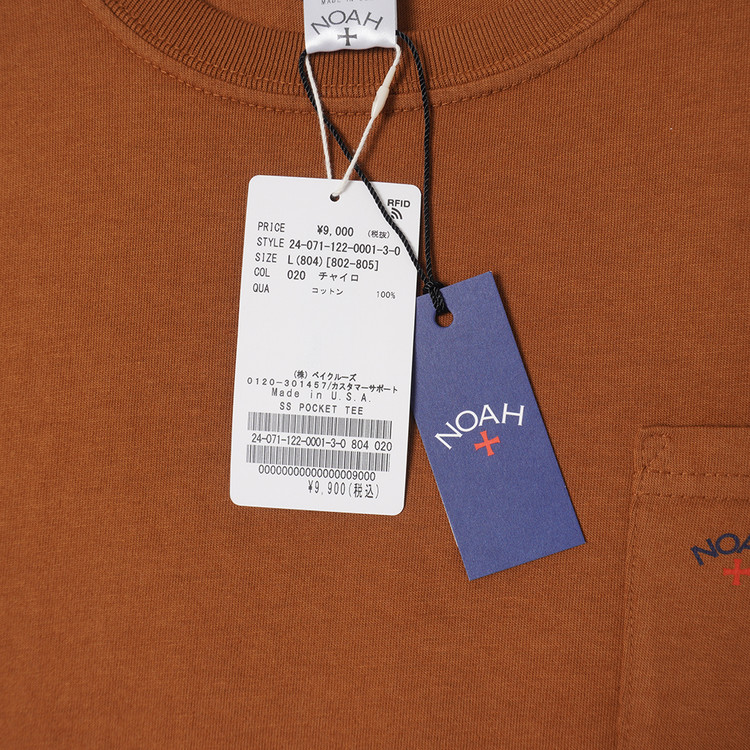 NOAH
RFID
PRICE ¥9,000 (税抜)
STYLE 24-071-122-0001-3-0
SIZE L(804)[802-805]
COL 020 チャイロ
QUA コットン 100%
(株)ベイクルーズ
0120-301457/カスタマーサポート
Made in U.S.A.
SS POCKET TEE
24-071-122-0001-3-0 804 020
00000000000000009000
¥9,900(税込)
NOAH
NOA